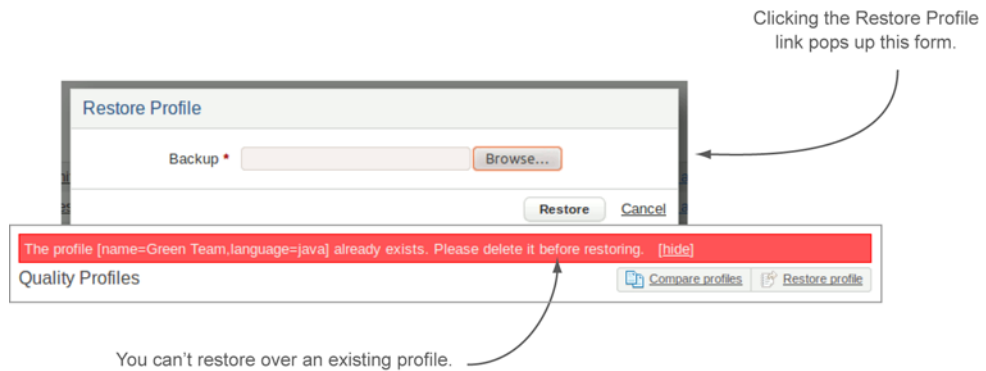 Clicking the Restore Profile
link pops up this form.
Restore Profile
Backup *
Browse...
Restore Cancel
The profile [name=Green Team,language=java] already exists. Please delete it before restoring. [hide]
Quality Profiles
Compare profiles Restore profile
You can't restore over an existing profile.